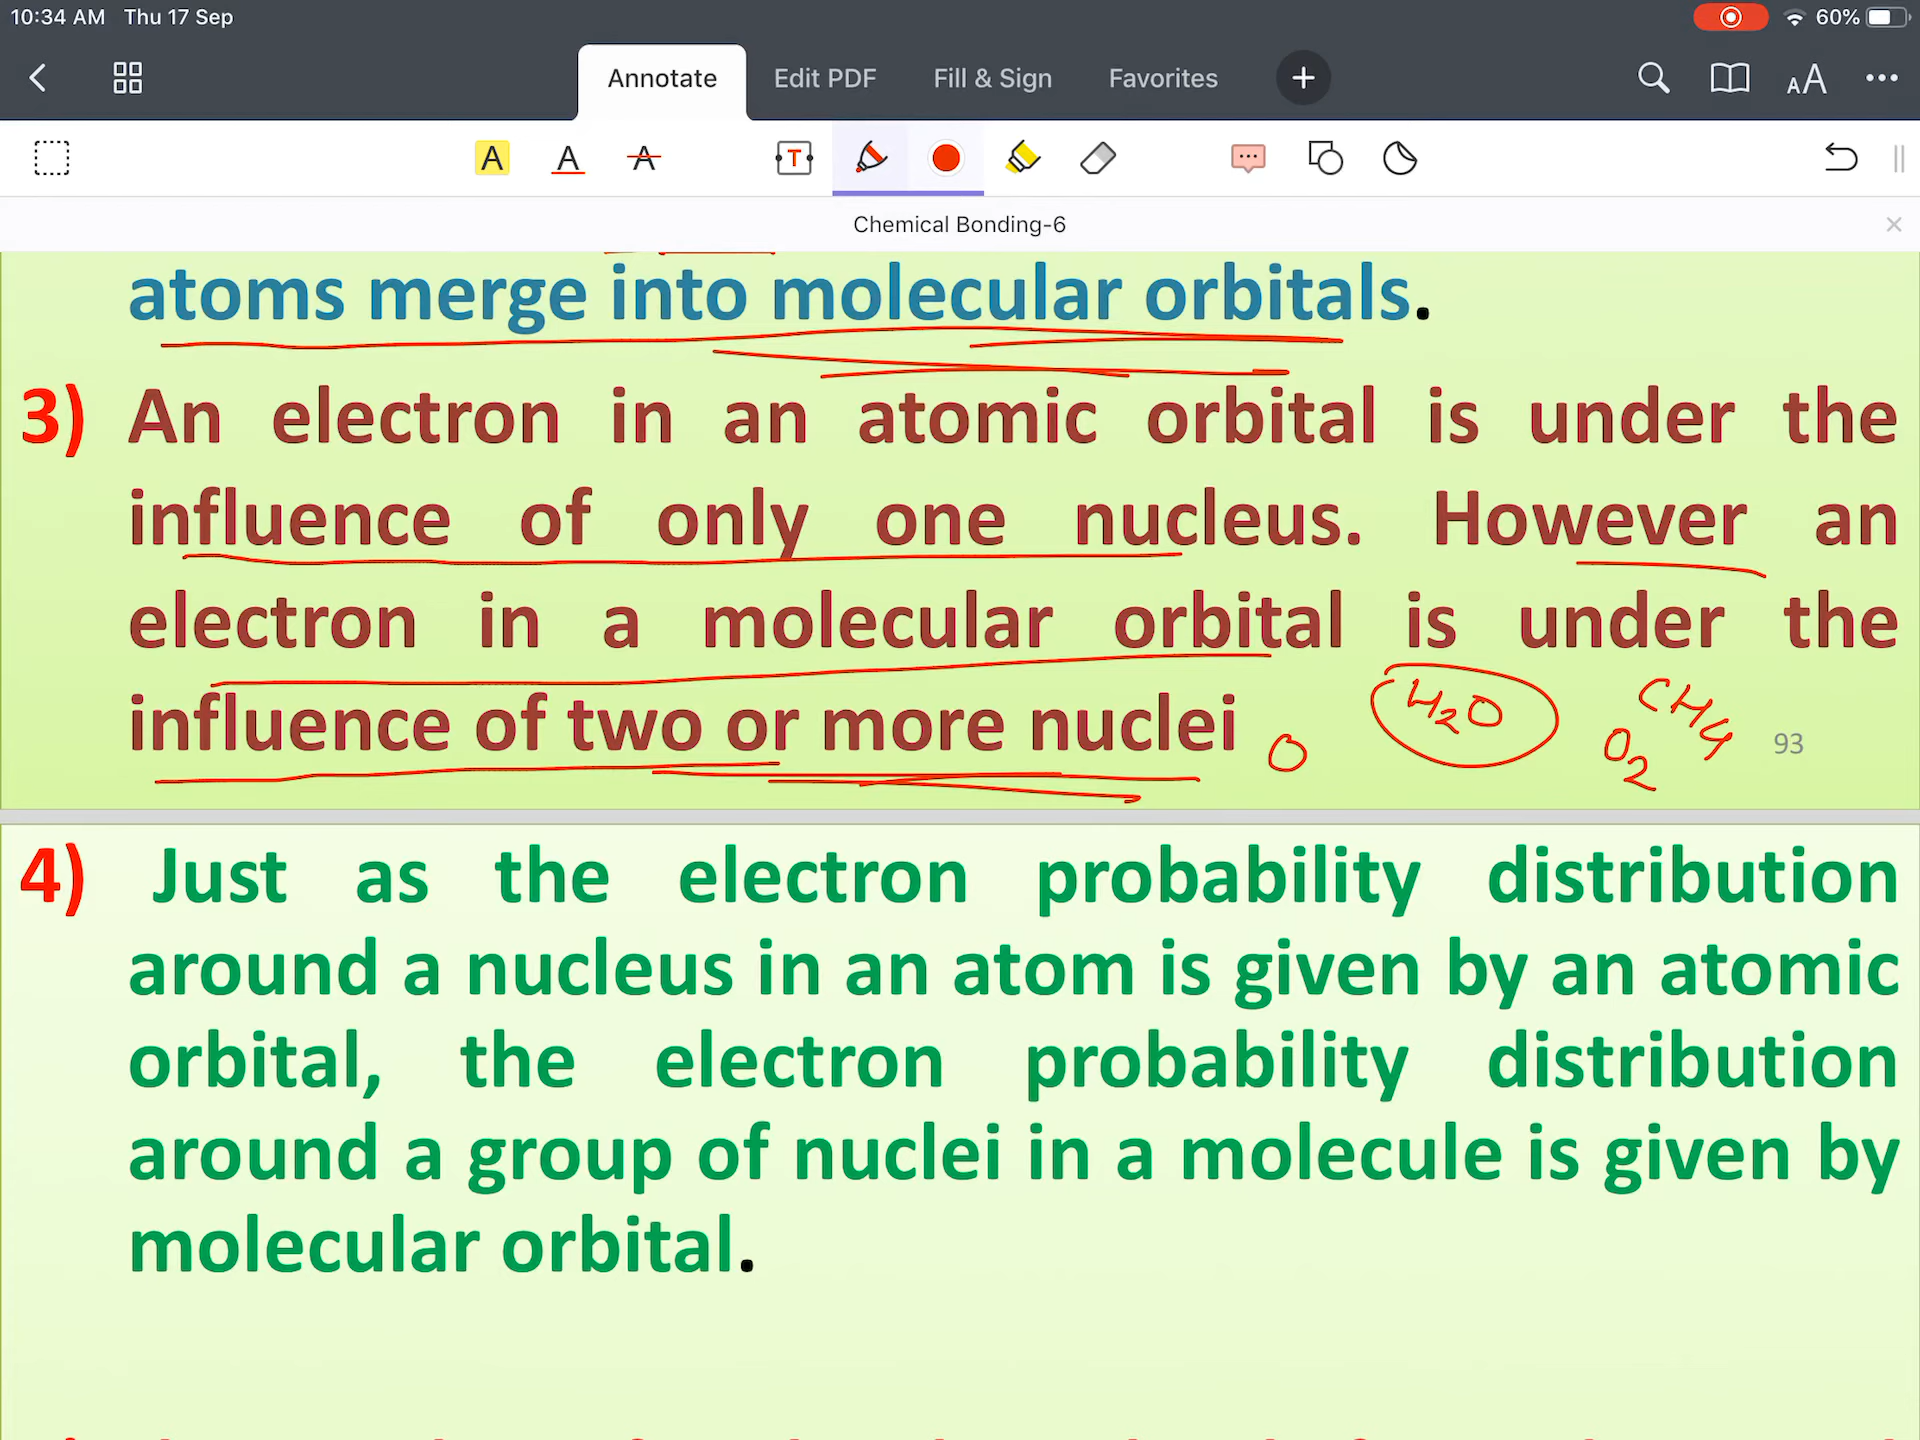 10:34 AM Thu 17 Sep 60%
Annotate Edit PDF Fill & Sign Favorites
AA
A A A T
Chemical Bonding-6
atoms merge into molecular orbitals.
3) An electron in an atomic orbital is under the
influence of only one nucleus. However an
electron in a molecular orbital is under the
influence of two or more nuclei
O H2O O2 CH4 93
4) Just as the electron probability distribution
around a nucleus in an atom is given by an atomic
orbital, the electron probability distribution
around a group of nuclei in a molecule is given by
molecular orbital.